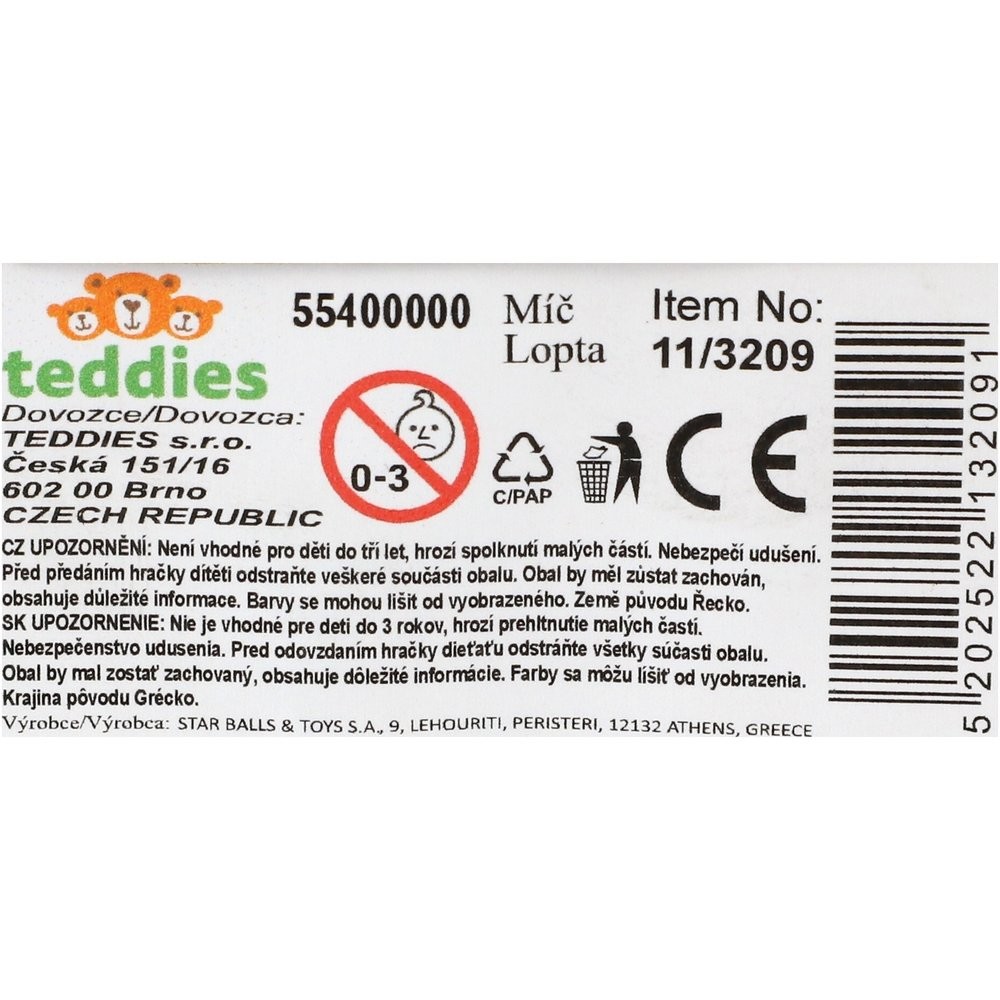 teddies
55400000
Míč
Lopta
Item No:
11/3209
Dovozce/Dovozca:
TEDDIES s.r.o.
Česká 151/16
602 00 Brno
CZECH REPUBLIC
0-3
C/PAP
CE
CZ UPOZORNĚNÍ: Není vhodné pro děti do tří let, hrozí spolknutí malých částí. Nebezpečí udušení.
Před předáním hračky dítěti odstraňte veškeré součásti obalu. Obal by měl zůstat zachován,
obsahuje důležité informace. Barvy se mohou lišit od vyobrazeného. Země původu Řecko.
SK UPOZORNENIE: Nie je vhodné pre deti do 3 rokov, hrozí prehltnutie malých častí.
Nebezpečenstvo udusenia. Pred odovzdaním hračky dieťaťu odstráňte všetky súčasti obalu.
Obal by mal zostať zachovaný, obsahuje dôležité informácie. Farby sa môžu líšiť od vyobrazenia.
Krajina pôvodu Grécko.
Výrobce/Výrobca: STAR BALLS & TOYS S.A., 9, LEHOURITI, PERISTERI, 12132 ATHENS, GREECE
5 202522 132091